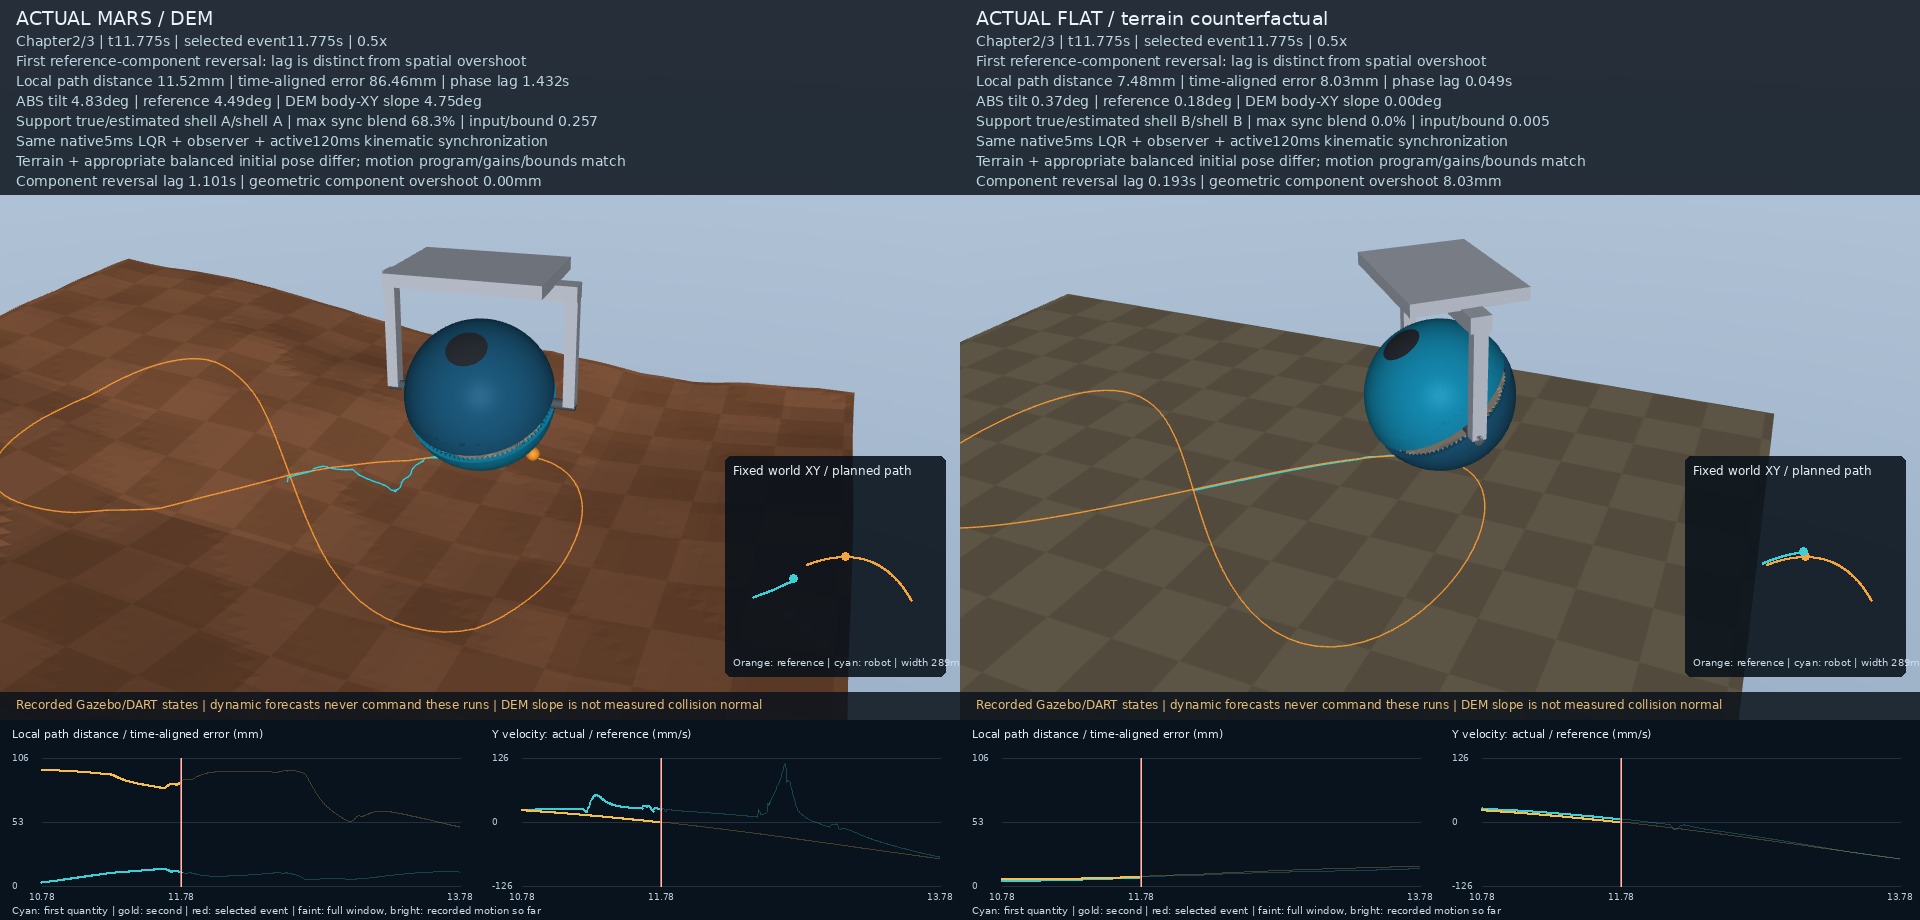 ACTUAL MARS / DEM
Chapter2/3 | t11.775s | selected event11.775s | 0.5x
First reference-component reversal: lag is distinct from spatial overshoot
Local path distance 11.52mm | time-aligned error 86.46mm | phase lag 1.432s
ABS tilt 4.83deg | reference 4.49deg | DEM body-XY slope 4.75deg
Support true/estimated shell A/shell A | max sync blend 68.3% | input/bound 0.257
Same native5ms LQR + observer + active120ms kinematic synchronization
Terrain + appropriate balanced initial pose differ; motion program/gains/bounds match
Component reversal lag 1.101s | geometric component overshoot 0.00mm
Fixed world XY / planned path
Orange: reference | cyan: robot | width 289m
Recorded Gazebo/DART states | dynamic forecasts never command these runs | DEM slope is not measured collision normal
Local path distance / time-aligned error (mm)
106
53
0
10.78
11.78
13.78
Y velocity: actual / reference (mm/s)
126
0
-126
10.78
11.78
13.78
Cyan: first quantity | gold: second | red: selected event | faint: full window, bright: recorded motion so far
ACTUAL FLAT / terrain counterfactual
Chapter2/3 | t11.775s | selected event11.775s | 0.5x
First reference-component reversal: lag is distinct from spatial overshoot
Local path distance 7.48mm | time-aligned error 8.03mm | phase lag 0.049s
ABS tilt 0.37deg | reference 0.18deg | DEM body-XY slope 0.00deg
Support true/estimated shell B/shell B | max sync blend 0.0% | input/bound 0.005
Same native5ms LQR + observer + active120ms kinematic synchronization
Terrain + appropriate balanced initial pose differ; motion program/gains/bounds match
Component reversal lag 0.193s | geometric component overshoot 8.03mm
Fixed world XY / planned path
Orange: reference | cyan: robot | width 289m
Recorded Gazebo/DART states | dynamic forecasts never command these runs | DEM slope is not measured collision normal
Local path distance / time-aligned error (mm)
106
53
0
10.78
11.78
13.78
Y velocity: actual / reference (mm/s)
126
0
-126
10.78
11.78
13.78
Cyan: first quantity | gold: second | red: selected event | faint: full window, bright: recorded motion so far